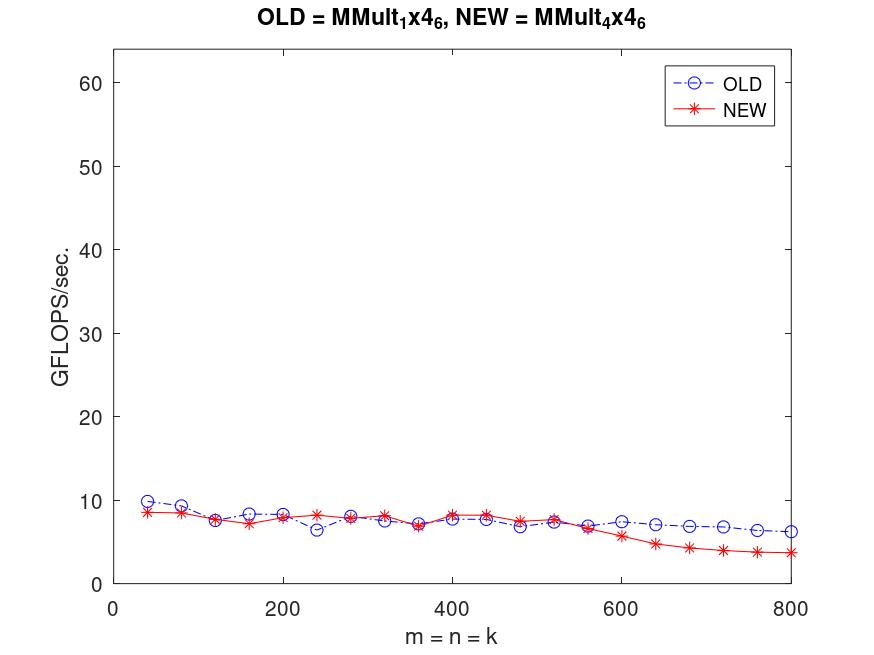 OLD = MMult₁x4₆, NEW = MMult₄x4₆
OLD
NEW
60
50
40
30
20
10
0
GFLOPS/sec.
0 200 400 600 800
m = n = k